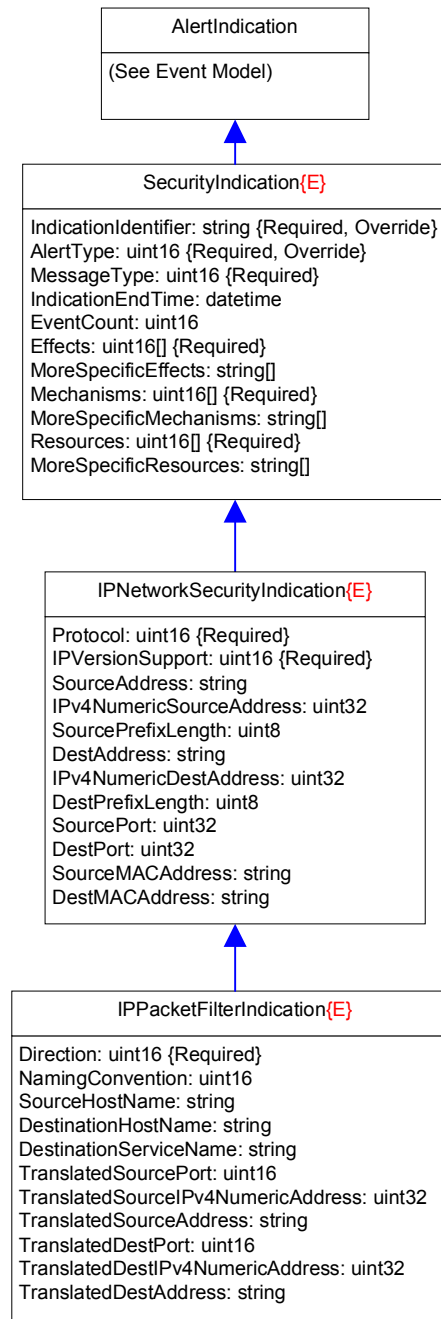 AlertIndication
(See Event Model)
SecurityIndication{E}
IndicationIdentifier: string {Required, Override}
AlertType: uint16 {Required, Override}
MessageType: uint16 {Required}
IndicationEndTime: datetime
EventCount: uint16
Effects: uint16[] {Required}
MoreSpecificEffects: string[]
Mechanisms: uint16[] {Required}
MoreSpecificMechanisms: string[]
Resources: uint16[] {Required}
MoreSpecificResources: string[]
IPNetworkSecurityIndication{E}
Protocol: uint16 {Required}
IPVersionSupport: uint16 {Required}
SourceAddress: string
IPv4NumericSourceAddress: uint32
SourcePrefixLength: uint8
DestAddress: string
IPv4NumericDestAddress: uint32
DestPrefixLength: uint8
SourcePort: uint32
DestPort: uint32
SourceMACAddress: string
DestMACAddress: string
IPPacketFilterIndication{E}
Direction: uint16 {Required}
NamingConvention: uint16
SourceHostName: string
DestinationHostName: string
DestinationServiceName: string
TranslatedSourcePort: uint16
TranslatedSourceIPv4NumericAddress: uint32
TranslatedSourceAddress: string
TranslatedDestPort: uint16
TranslatedDestIPv4NumericAddress: uint32
TranslatedDestAddress: string